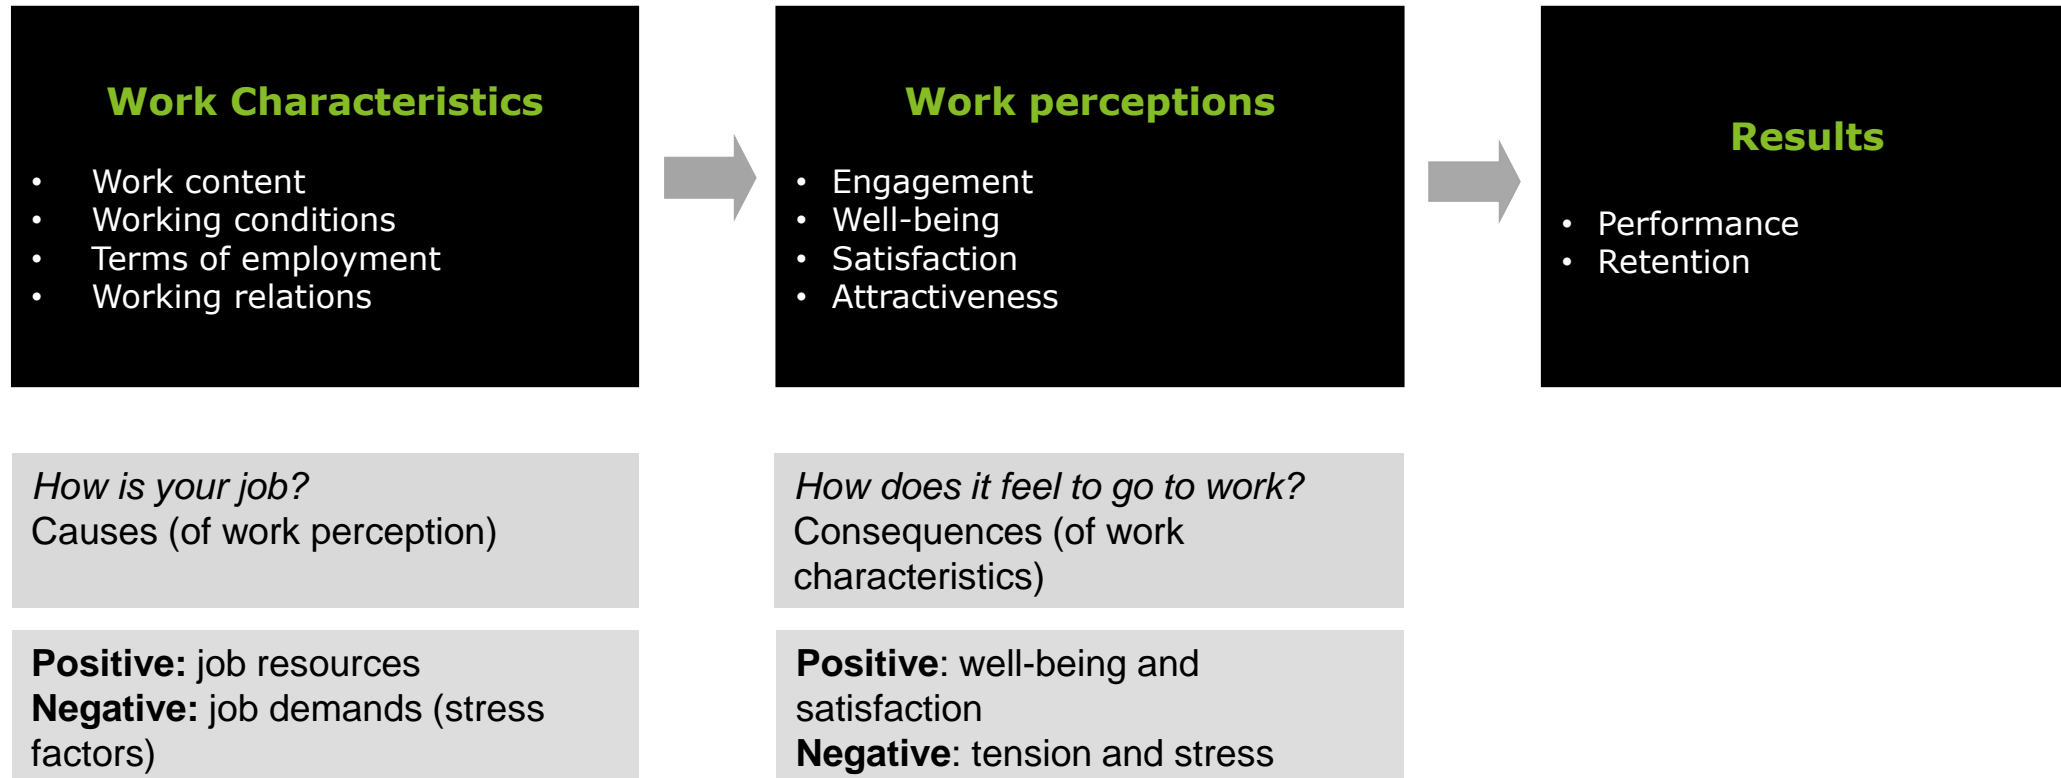 Work Characteristics
• Work content
• Working conditions
• Terms of employment
• Working relations
Work perceptions
• Engagement
• Well-being
• Satisfaction
• Attractiveness
Results
• Performance
• Retention
How is your job?
Causes (of work perception)
How does it feel to go to work?
Consequences (of work
characteristics)
Positive: job resources
Negative: job demands (stress
factors)
Positive: well-being and
satisfaction
Negative: tension and stress